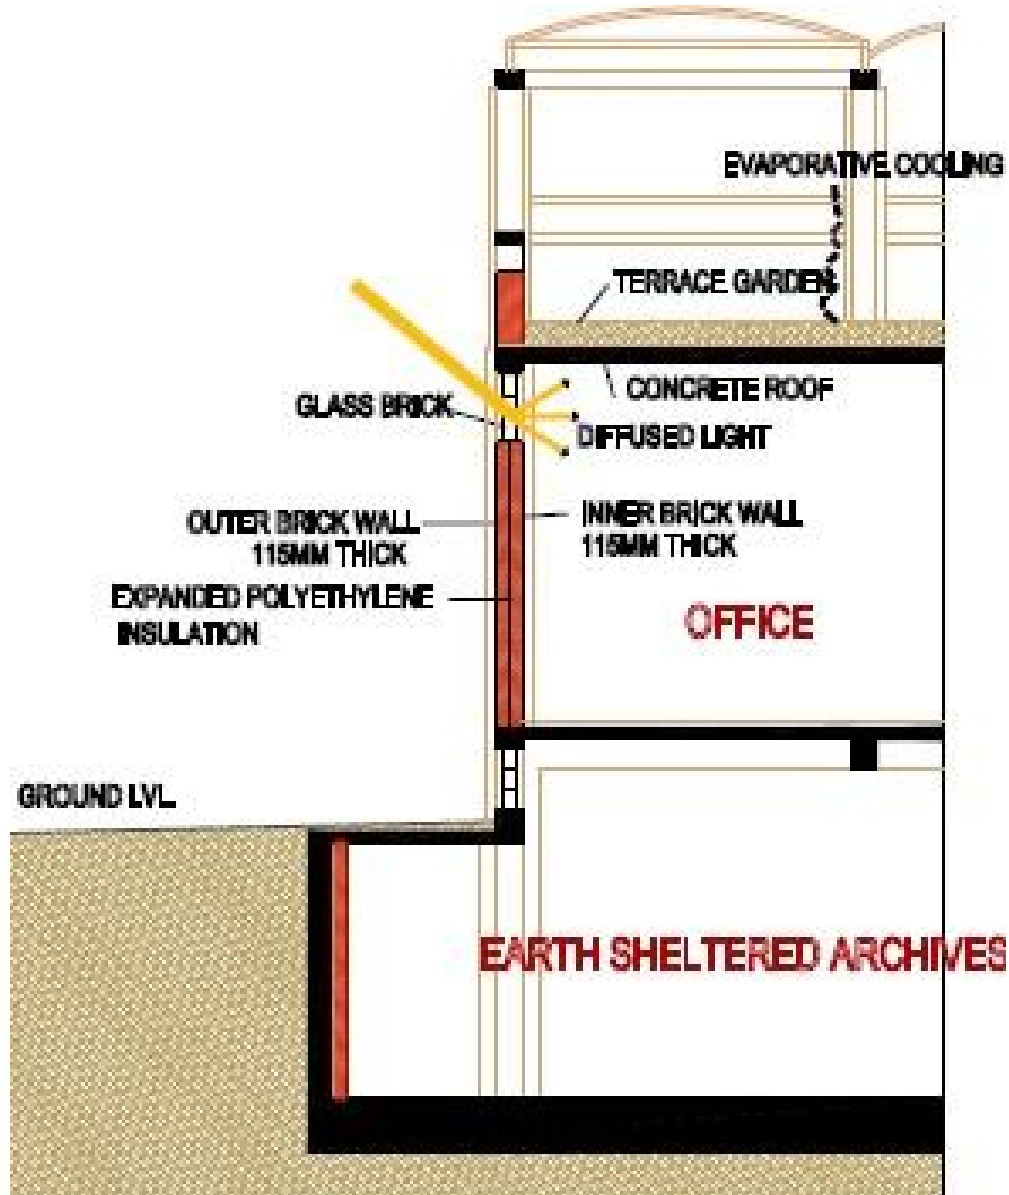 EVAPORATIVE COOLING
TERRACE GARDEN
CONCRETE ROOF
GLASS BRICK
DIFFUSED LIGHT
OUTER BRICK WALL
115MM THICK
INNER BRICK WALL
115MM THICK
EXPANDED POLYETHYLENE
INSULATION
OFFICE
GROUND LVL.
EARTH SHELTERED ARCHIVES